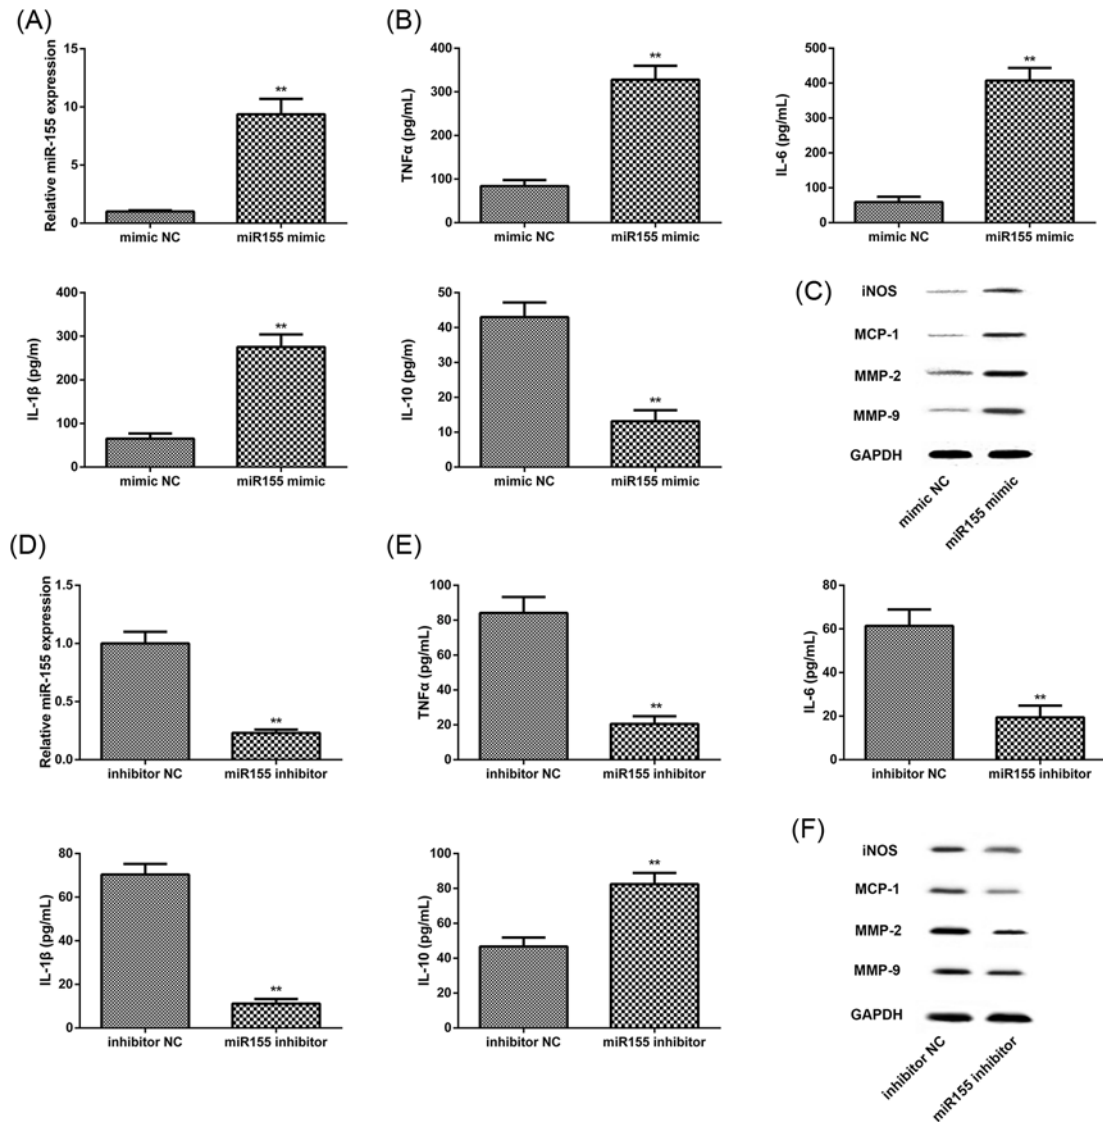 (A)
Relative miR-155 expression
15
10
5
0
mimic NC
miR155 mimic
**
(B)
TNFα (pg/mL)
400
300
200
100
0
mimic NC
miR155 mimic
**
IL-6 (pg/mL)
500
400
300
200
100
0
mimic NC
miR155 mimic
**
IL-1β (pg/m)
400
300
200
100
0
mimic NC
miR155 mimic
**
IL-10 (pg/m)
50
40
30
20
10
0
mimic NC
miR155 mimic
**
(C)
iNOS
MCP-1
MMP-2
MMP-9
GAPDH
mimic NC
miR155 mimic
(D)
Relative miR-155 expression
1.5
1.0
0.5
0.0
inhibitor NC
miR155 inhibitor
**
(E)
TNFα (pg/mL)
100
80
60
40
20
0
inhibitor NC
miR155 inhibitor
**
IL-6 (pg/mL)
80
60
40
20
0
inhibitor NC
miR155 inhibitor
**
IL-1β (pg/mL)
80
60
40
20
0
inhibitor NC
miR155 inhibitor
**
IL-10 (pg/mL)
100
80
60
40
20
0
inhibitor NC
miR155 inhibitor
**
(F)
iNOS
MCP-1
MMP-2
MMP-9
GAPDH
inhibitor NC
miR155 inhibitor